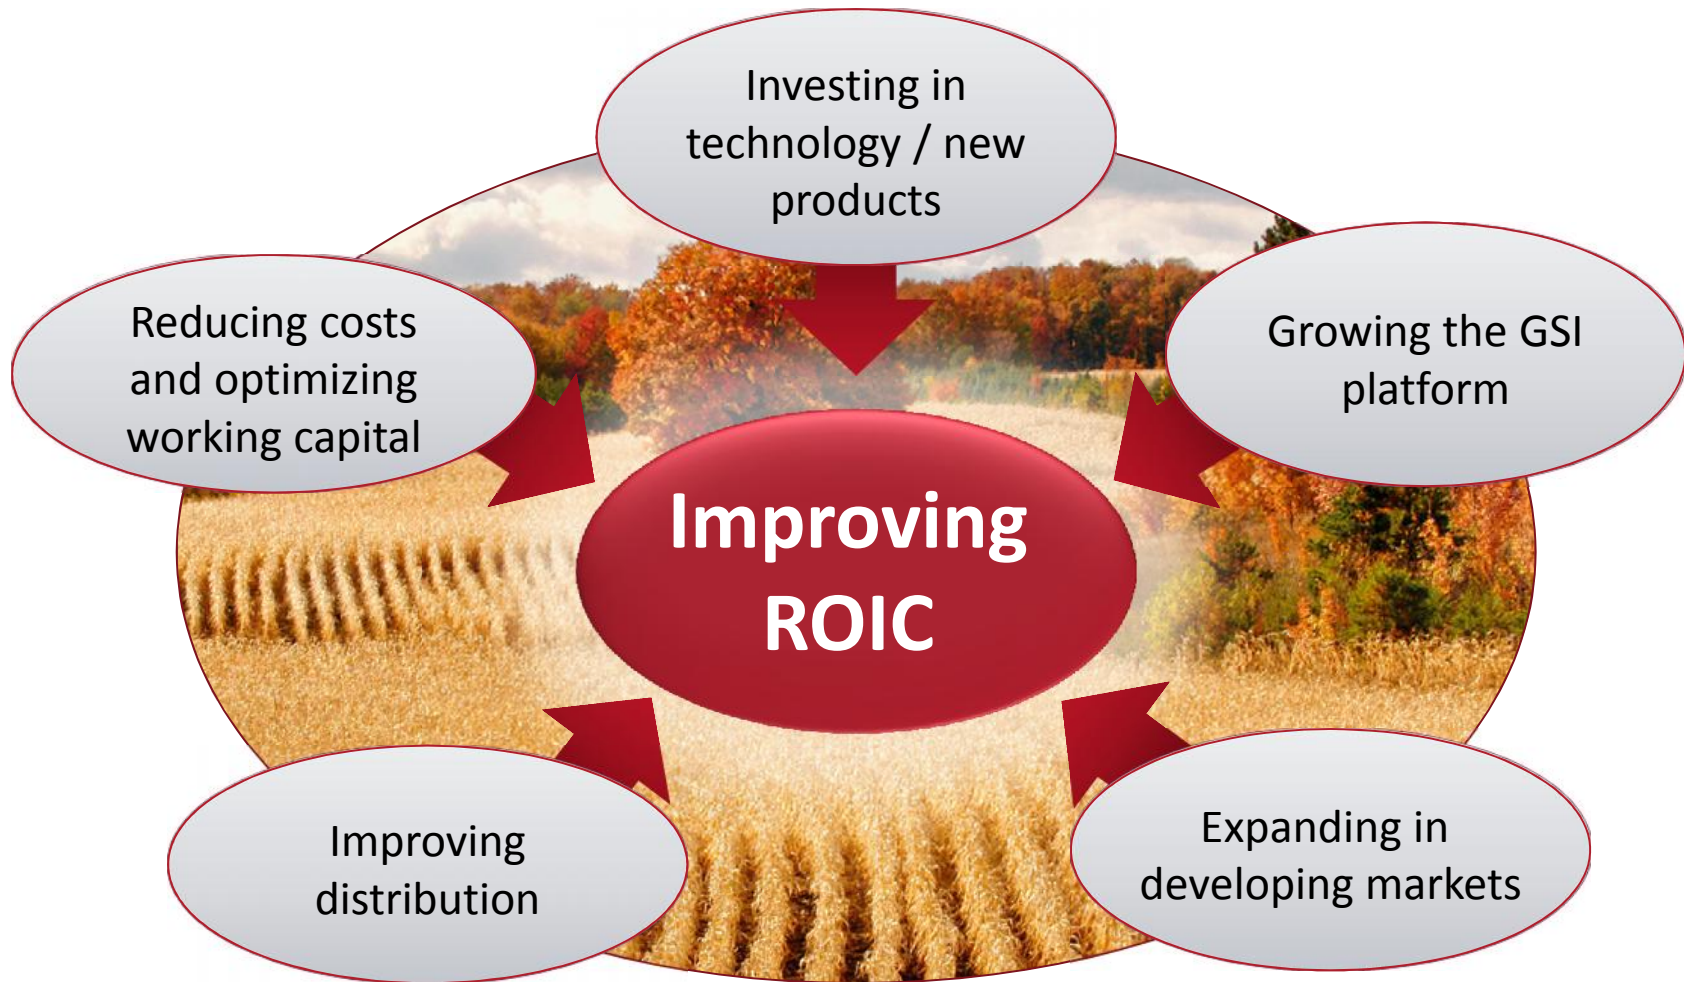 Investing in
technology / new
products
Reducing costs
and optimizing
working capital
Growing the GSI
platform
Improving
ROIC
Improving
distribution
Expanding in
developing markets